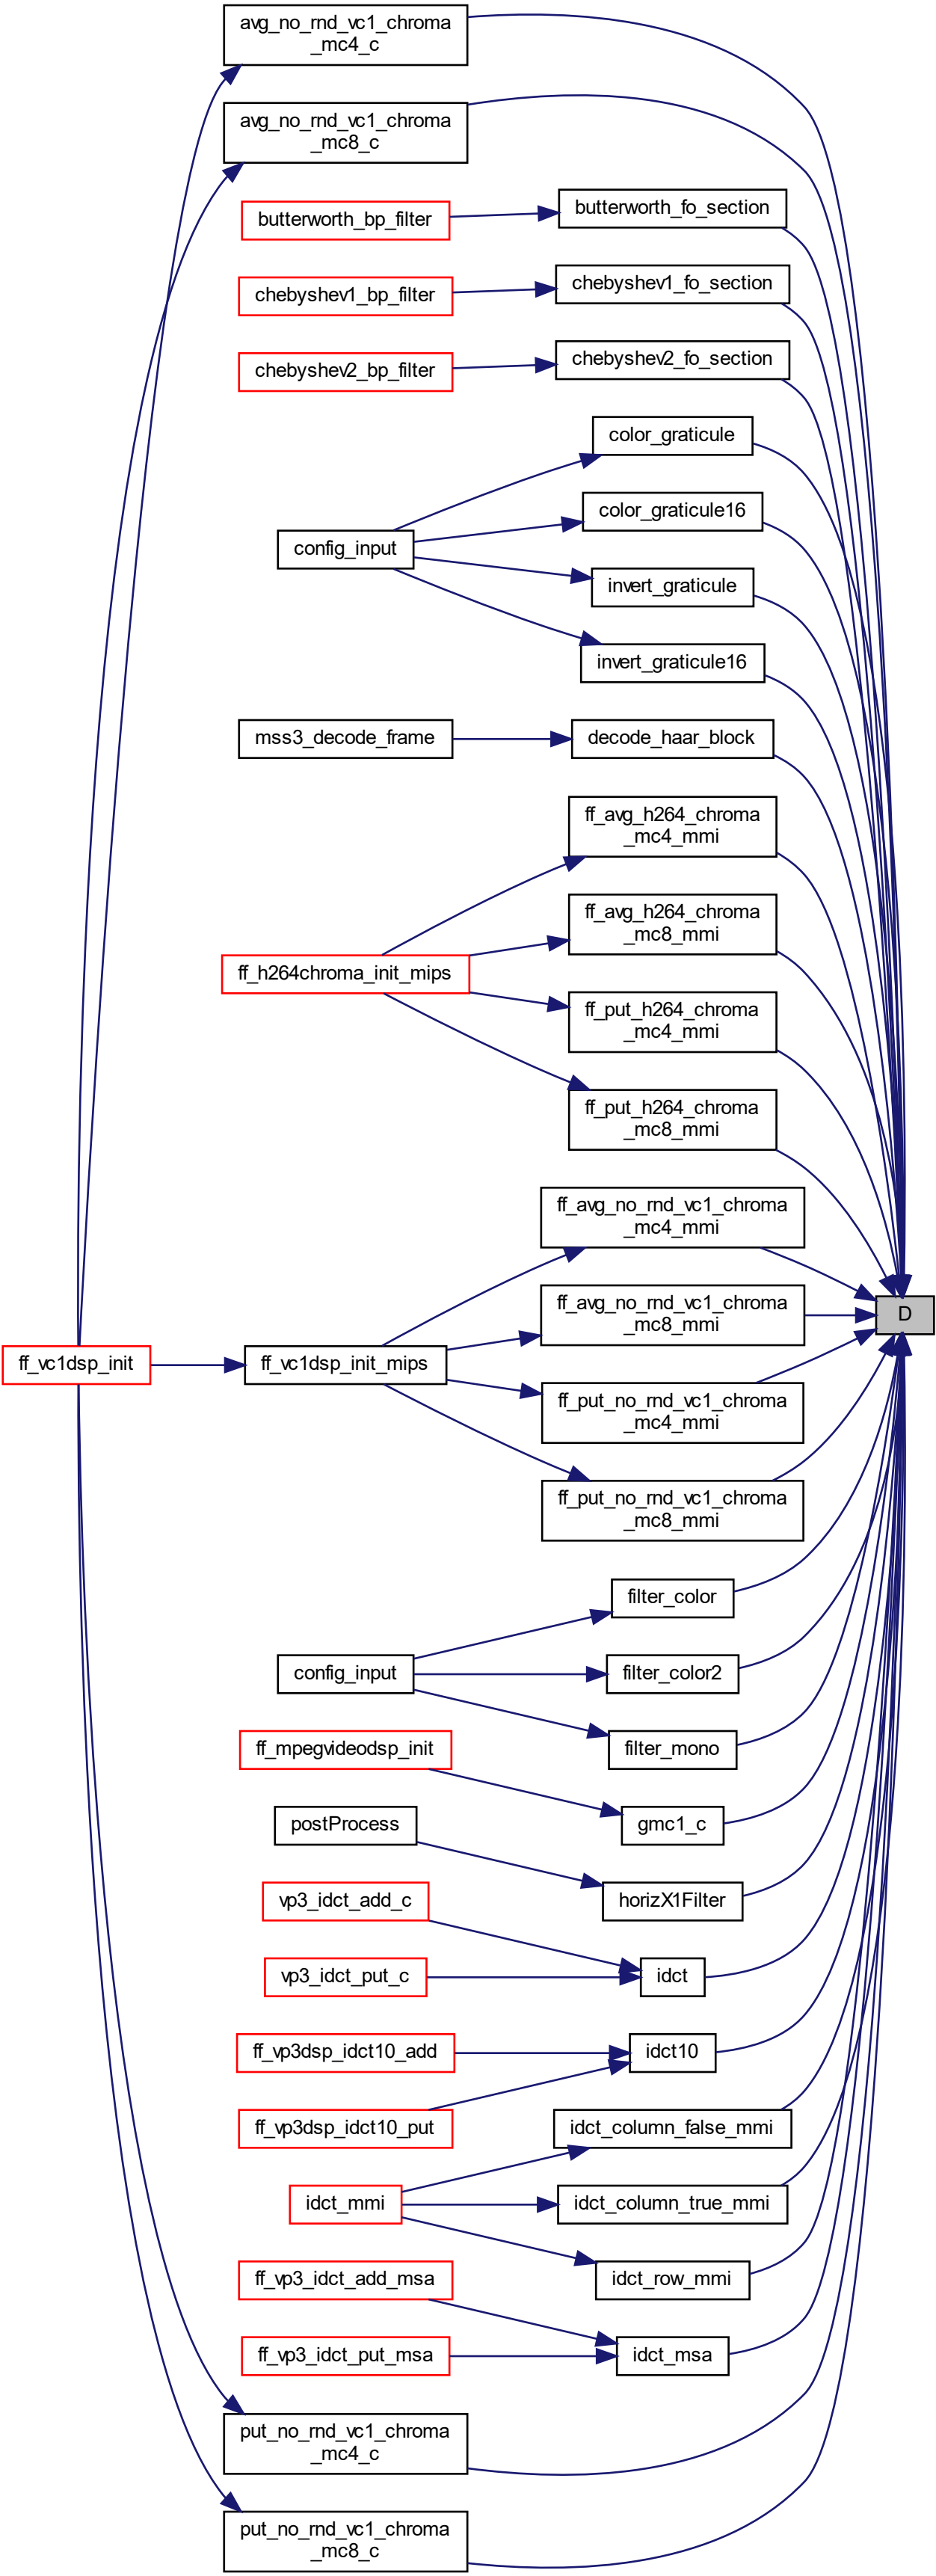 avg_no_rnd_vc1_chroma
_mc4_c
avg_no_rnd_vc1_chroma
_mc8_c
butterworth_bp_filter
butterworth_fo_section
chebyshev1_bp_filter
chebyshev1_fo_section
chebyshev2_bp_filter
chebyshev2_fo_section
color_graticule
color_graticule16
config_input
invert_graticule
invert_graticule16
mss3_decode_frame
decode_haar_block
ff_avg_h264_chroma
_mc4_mmi
ff_avg_h264_chroma
_mc8_mmi
ff_h264chroma_init_mips
ff_put_h264_chroma
_mc4_mmi
ff_put_h264_chroma
_mc8_mmi
ff_avg_no_rnd_vc1_chroma
_mc4_mmi
ff_avg_no_rnd_vc1_chroma
_mc8_mmi
D
ff_vc1dsp_init
ff_vc1dsp_init_mips
ff_put_no_rnd_vc1_chroma
_mc4_mmi
ff_put_no_rnd_vc1_chroma
_mc8_mmi
filter_color
config_input
filter_color2
filter_mono
ff_mpegvideodsp_init
gmc1_c
postProcess
horizX1Filter
vp3_idct_add_c
vp3_idct_put_c
idct
ff_vp3dsp_idct10_add
idct10
ff_vp3dsp_idct10_put
idct_column_false_mmi
idct_mmi
idct_column_true_mmi
idct_row_mmi
ff_vp3_idct_add_msa
ff_vp3_idct_put_msa
idct_msa
put_no_rnd_vc1_chroma
_mc4_c
put_no_rnd_vc1_chroma
_mc8_c